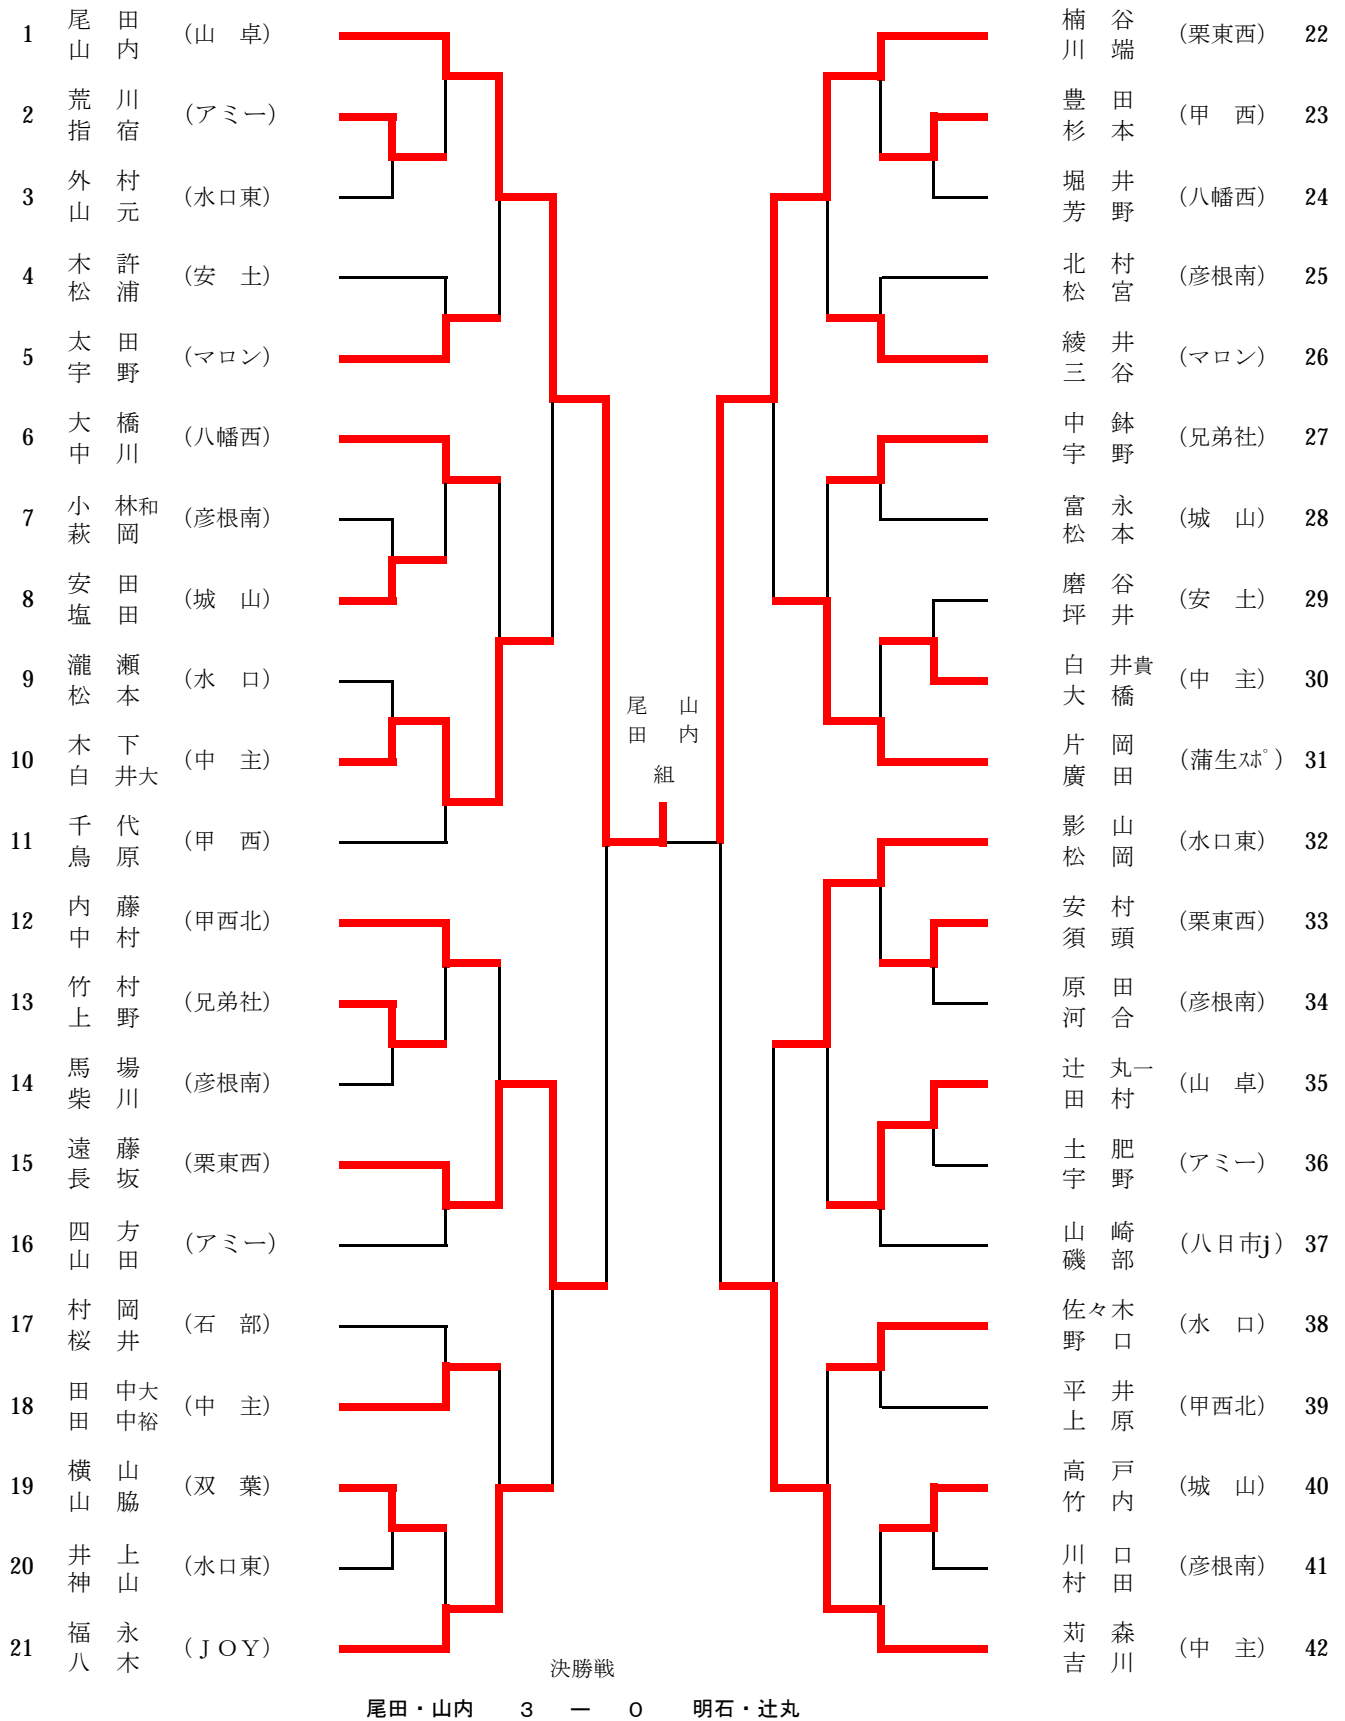 1 尾田 山内 (山卓)
2 荒川 指宿 (アミー)
3 外村 山元 (水口東)
4 木許 松浦 (安土)
5 太田 宇野 (マロン)
6 大橋 中川 (八幡西)
7 小林和 萩岡 (彦根南)
8 安田 塩田 (城山)
9 瀧瀬 松本 (水口)
10 木下 白井大 (中主)
11 千代 鳥原 (甲西)
12 内藤 中村 (甲西北)
13 竹村 上野 (兄弟社)
14 馬場 柴川 (彦根南)
15 遠藤 長坂 (栗東西)
16 四方 山田 (アミー)
17 村岡 桜井 (石部)
18 田中大 田中裕 (中主)
19 横山 山脇 (双葉)
20 井上 神山 (水口東)
21 福永 八木 (JOY)
尾田 山内
組
楠谷 川端 (栗東西) 22
豊田 杉本 (甲西) 23
堀井 芳野 (八幡西) 24
北村 松宮 (彦根南) 25
綾井 三谷 (マロン) 26
中鉢 宇野 (兄弟社) 27
富永 松本 (城山) 28
磨谷 坪井 (安土) 29
白井貴 大橋 (中主) 30
片岡 廣田 (蒲生スポ) 31
影山 松岡 (水口東) 32
安村 須頭 (栗東西) 33
原田 河合 (彦根南) 34
辻丸一 田村 (山卓) 35
土肥 宇野 (アミー) 36
山崎 磯部 (八日市j) 37
佐々木 野口 (水口) 38
平井 上原 (甲西北) 39
高戸 竹内 (城山) 40
川口 村田 (彦根南) 41
苅森 吉川 (中主) 42
決勝戦
尾田・山内 3 ー 0 明石・辻丸